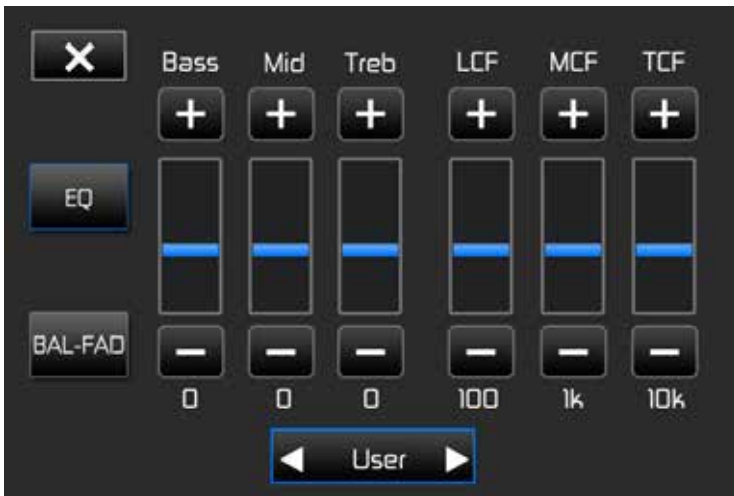 Bass Mid Treb LCF MCF TCF
EQ
BAL-FAD
0 0 0 100 1k 10k
User